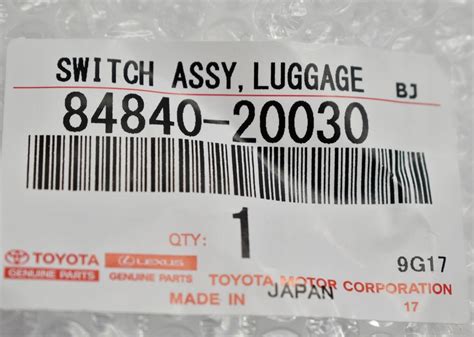 SWITCH ASSY, LUGGAGE BJ
84840-20030
QTY: 1
9G17
TOYOTA LEXUS
GENUINE PARTS GENUINE PARTS
TOYOTA MOTOR CORPORATION
MADE IN JAPAN 17